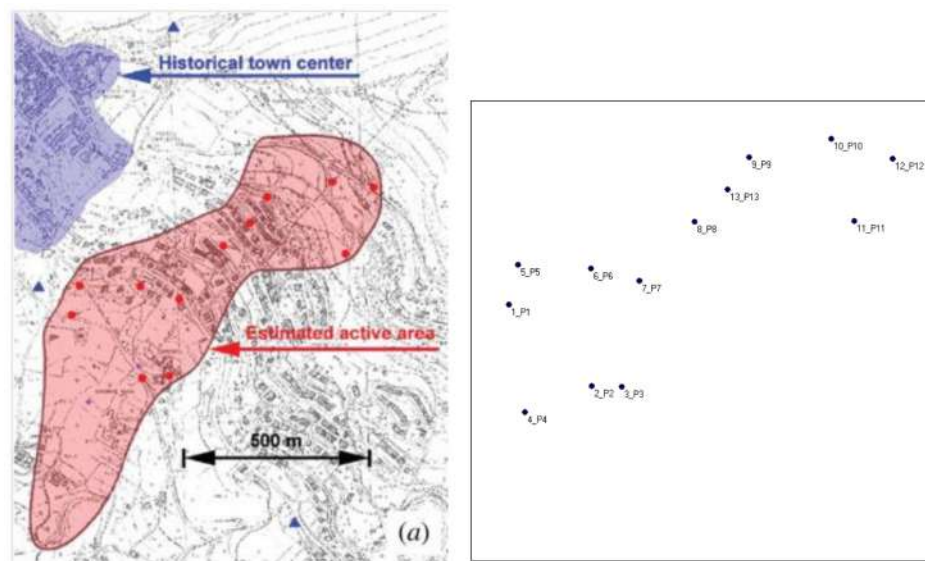 Historical town center
Estimated active area
500 m
(a)
10_P10
9_P9
12_P12
13_P13
8_P8
11_P11
5_P5
6_P6
7_P7
1_P1
2_P2
3_P3
4_P4